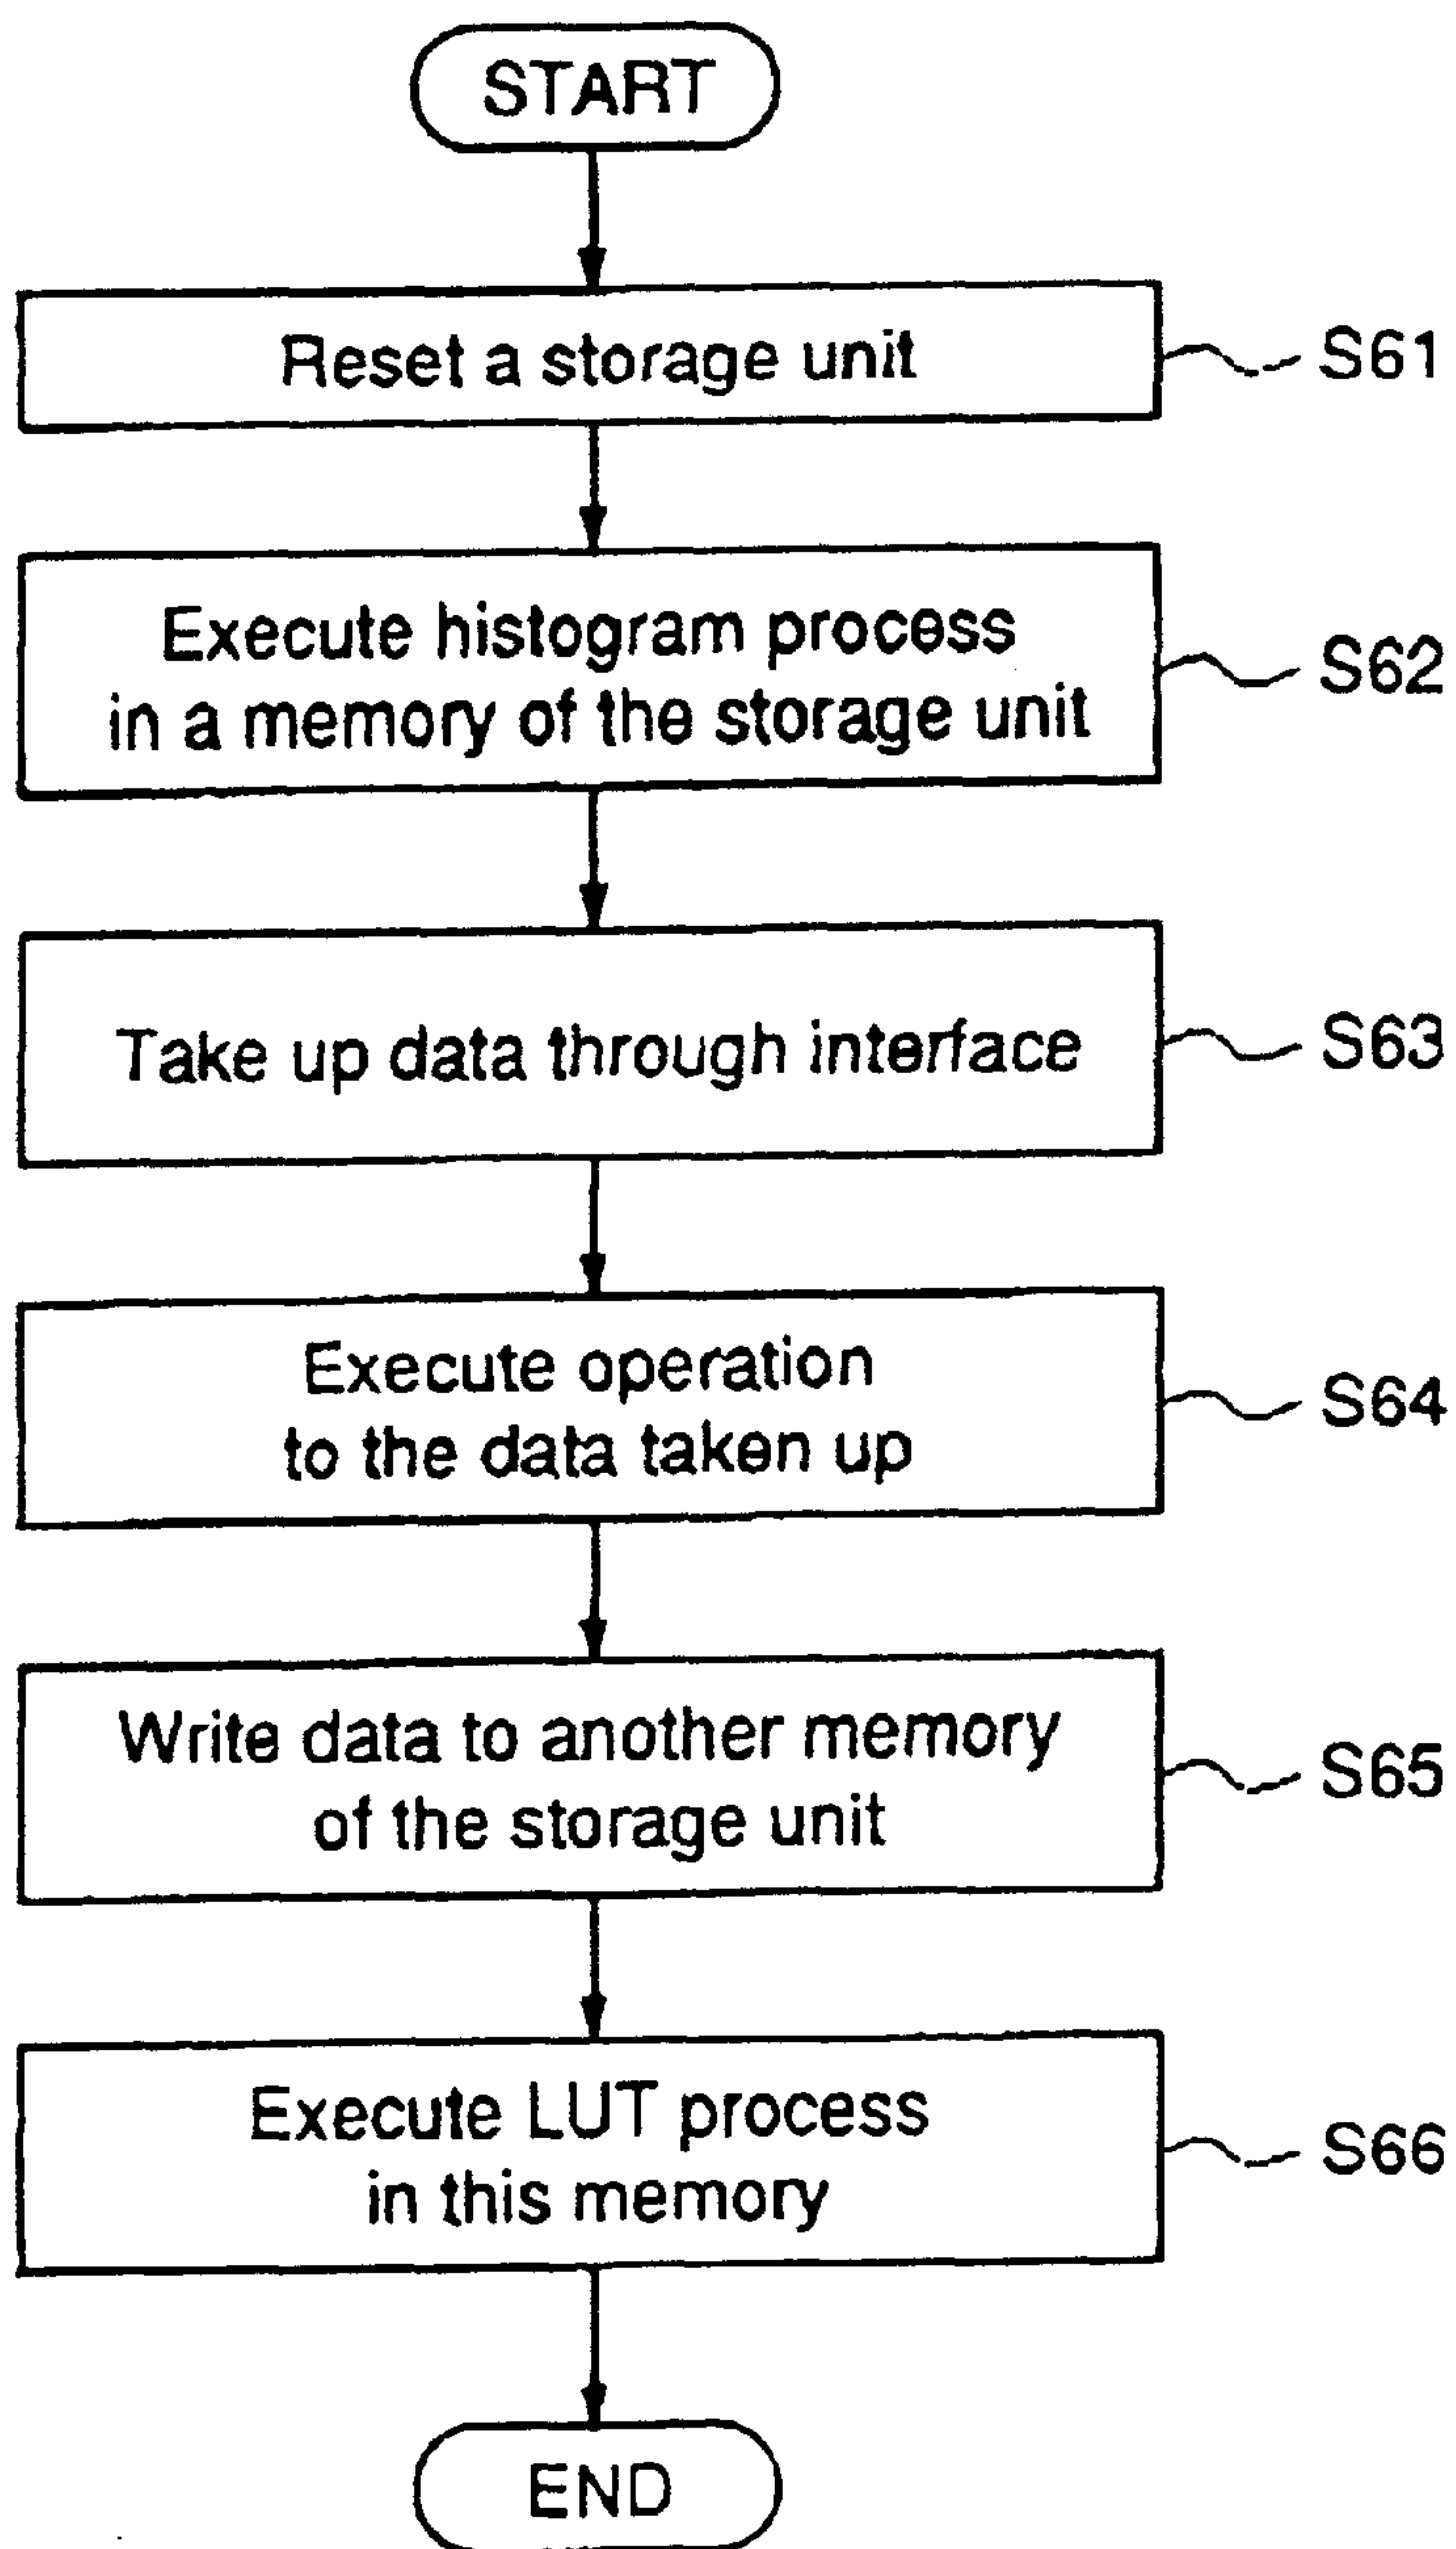 START
Reset a storage unit
S61
Execute histogram process
in a memory of the storage unit
S62
Take up data through interface
S63
Execute operation
to the data taken up
S64
Write data to another memory
of the storage unit
S65
Execute LUT process
in this memory
S66
END